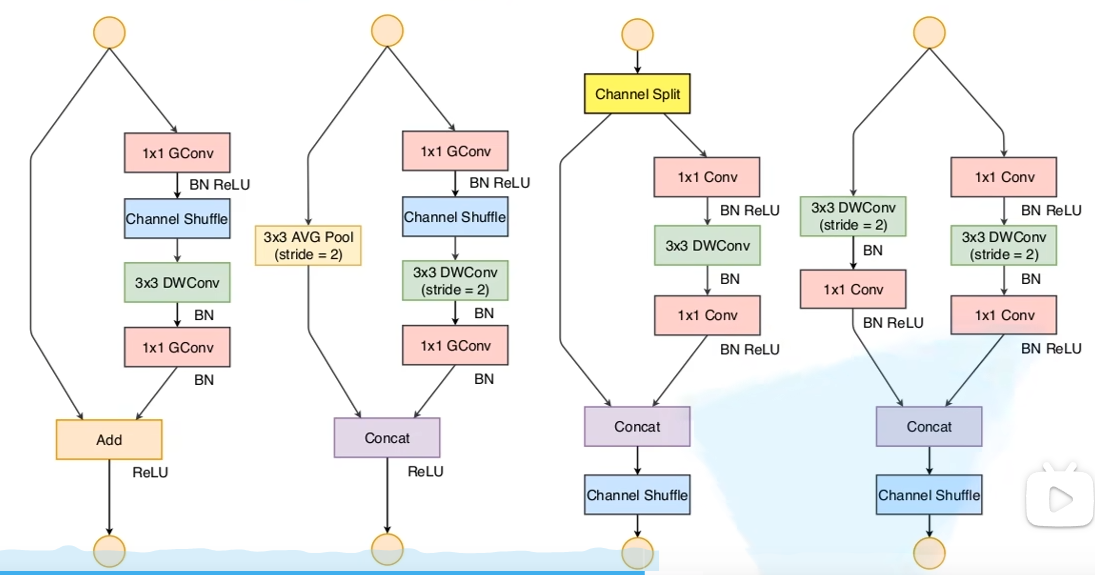 1x1 GConv
BN ReLU
Channel Shuffle
3x3 DWConv
BN
1x1 GConv
BN
Add
ReLU
3x3 AVG Pool
(stride = 2)
1x1 GConv
BN ReLU
Channel Shuffle
3x3 DWConv
(stride = 2)
BN
1x1 GConv
BN
Concat
ReLU
Channel Split
1x1 Conv
BN ReLU
3x3 DWConv
BN
1x1 Conv
BN ReLU
Concat
Channel Shuffle
3x3 DWConv
(stride = 2)
BN
1x1 Conv
BN ReLU
1x1 Conv
BN ReLU
3x3 DWConv
(stride = 2)
BN
1x1 Conv
BN ReLU
Concat
Channel Shuffle